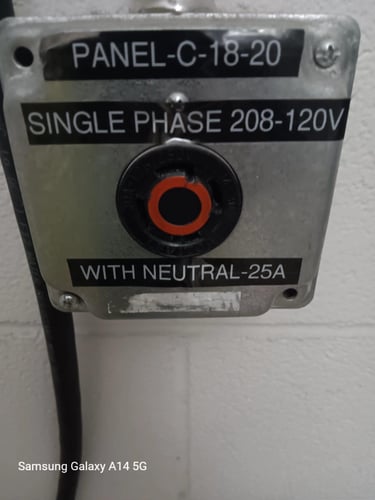 PANEL-C-18-20
SINGLE PHASE 208-120V
WITH NEUTRAL-25A
Samsung Galaxy A14 5G